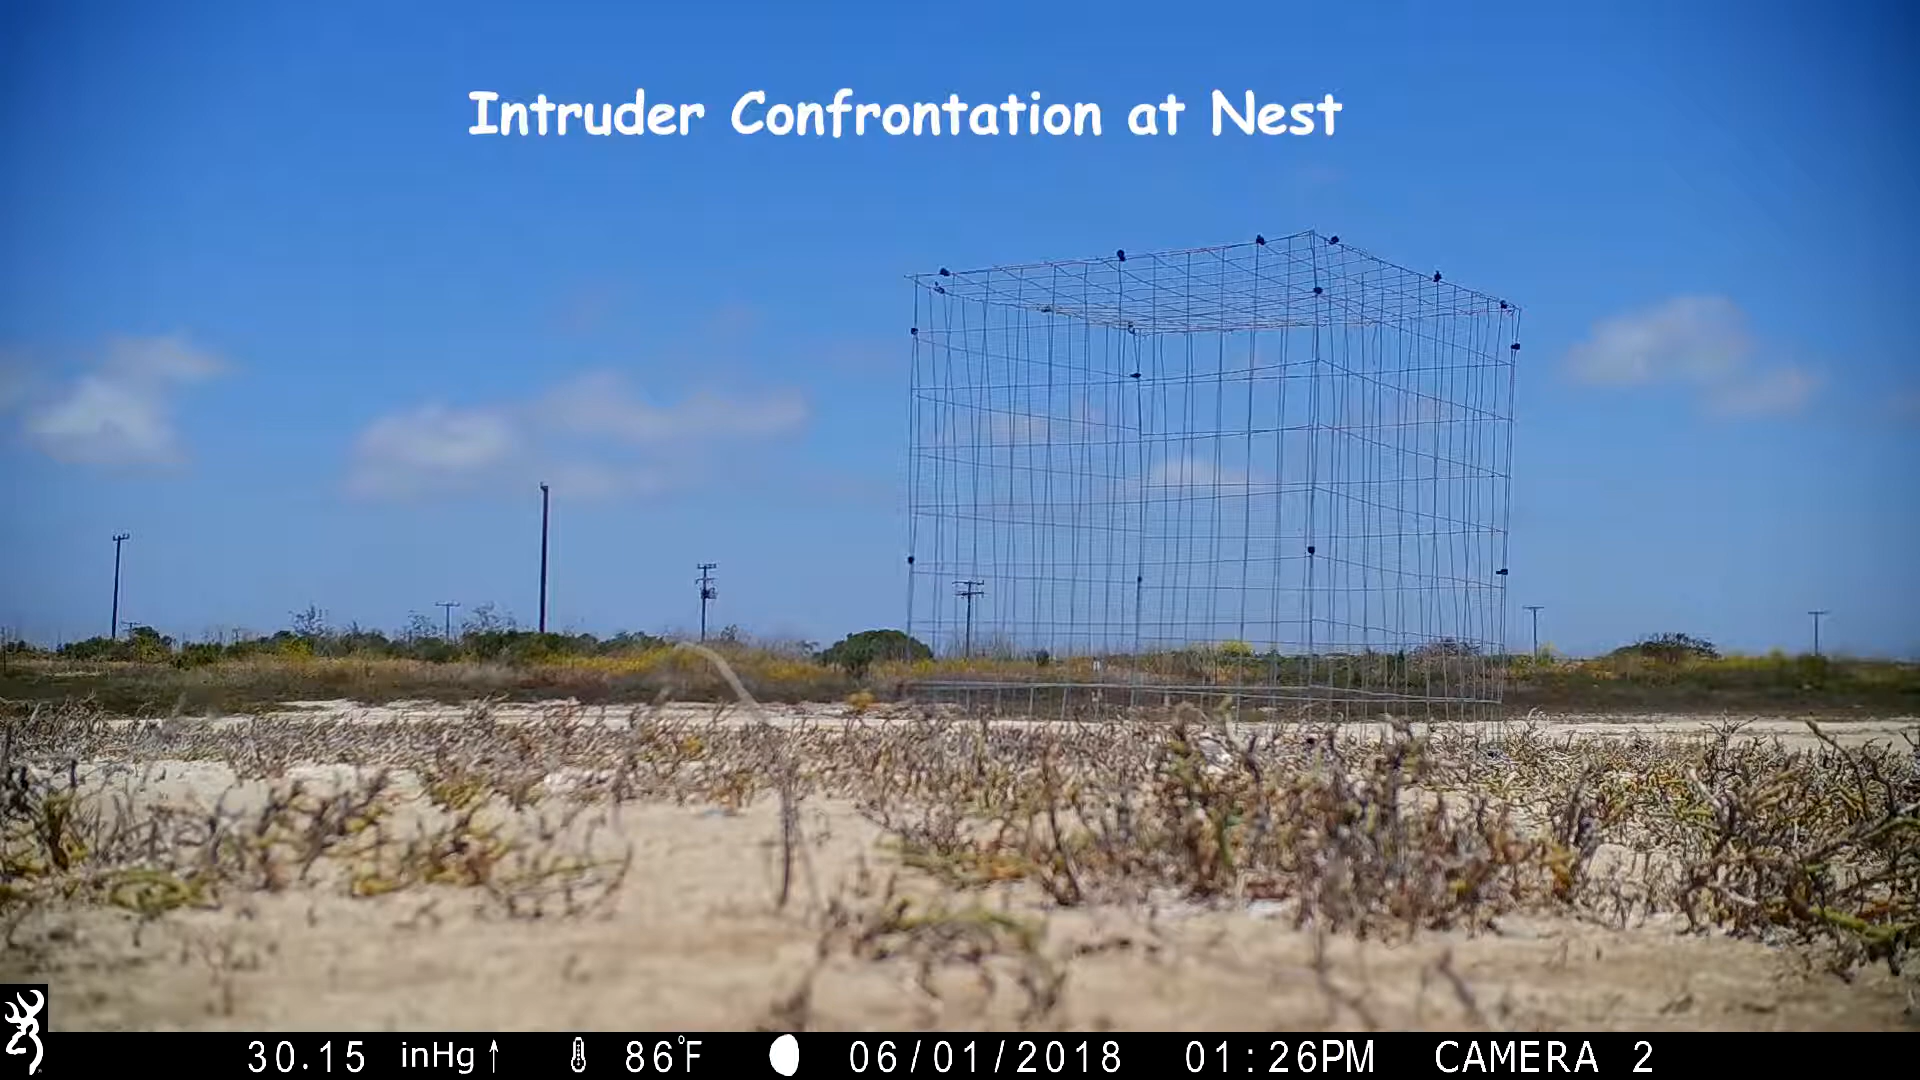 Intruder Confrontation at Nest
30.15 inHg↑ 86°F 06/01/2018 01:26PM CAMERA 2